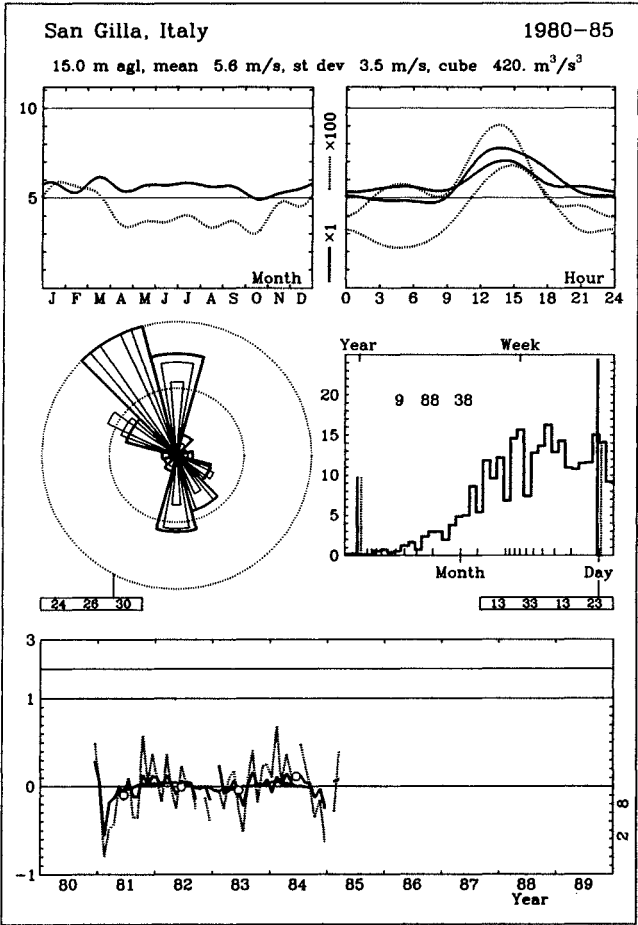 San Gilla, Italy 1980-85
15.0 m agl, mean 5.6 m/s, st dev 3.5 m/s, cube 420. m³/s³
10
5
J F M A M J J A S O N D
Month
×1 ×100
0 3 6 9 12 15 18 21 24
Hour
Year Week
9 88 38
20
15
10
5
0
Month Day
24 26 30
13 33 13 23
3
1
0
-1
80 81 82 83 84 85 86 87 88 89
Year
2 8